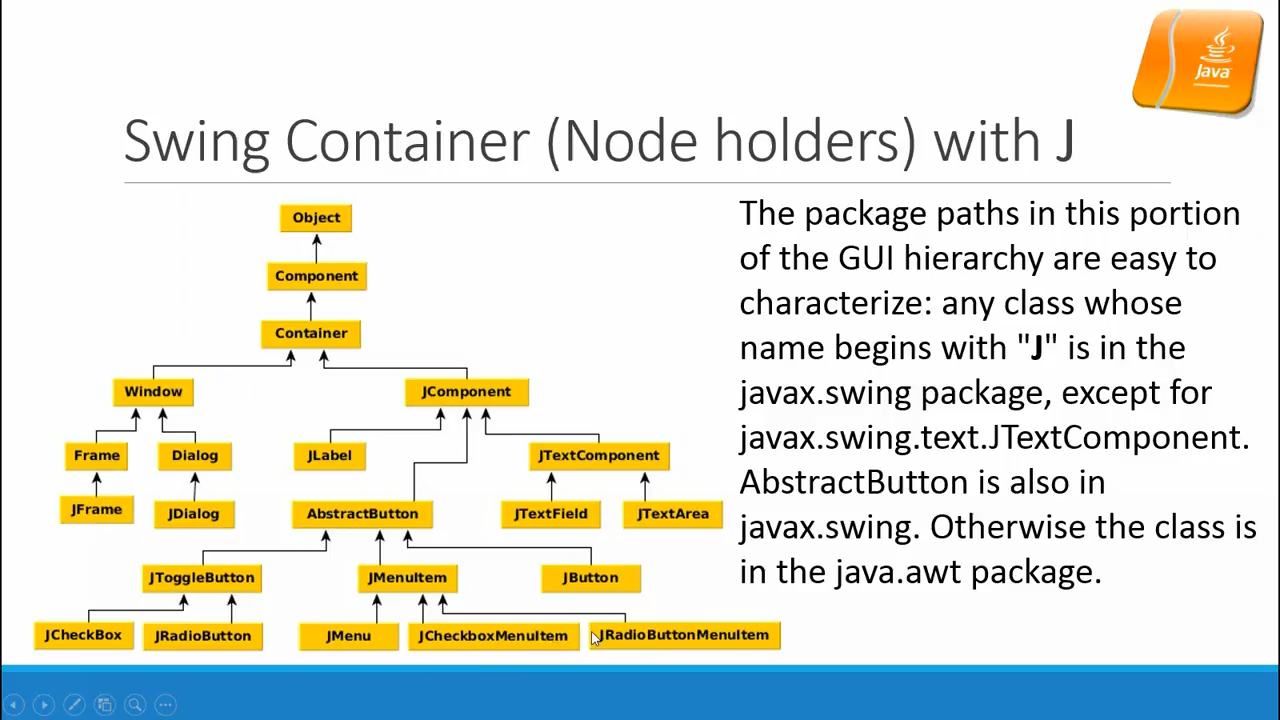 Java
Swing Container (Node holders) with J
Object
Component
Container
Window
JComponent
Frame
Dialog
JLabel
JTextComponent
JFrame
JDialog
AbstractButton
JTextField
JTextArea
JToggleButton
JMenuItem
JButton
JCheckBox
JRadioButton
JMenu
JCheckboxMenuItem
JRadioButtonMenuItem
The package paths in this portion
of the GUI hierarchy are easy to
characterize: any class whose
name begins with "J" is in the
javax.swing package, except for
javax.swing.text.JTextComponent.
AbstractButton is also in
javax.swing. Otherwise the class is
in the java.awt package.